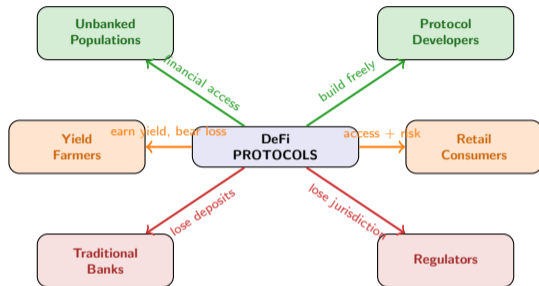 Unbanked
Populations
Protocol
Developers
financial access
build freely
Yield
Farmers
earn yield, bear loss
DeFi
PROTOCOLS
access + risk
Retail
Consumers
lose deposits
lose jurisdiction
Traditional
Banks
Regulators